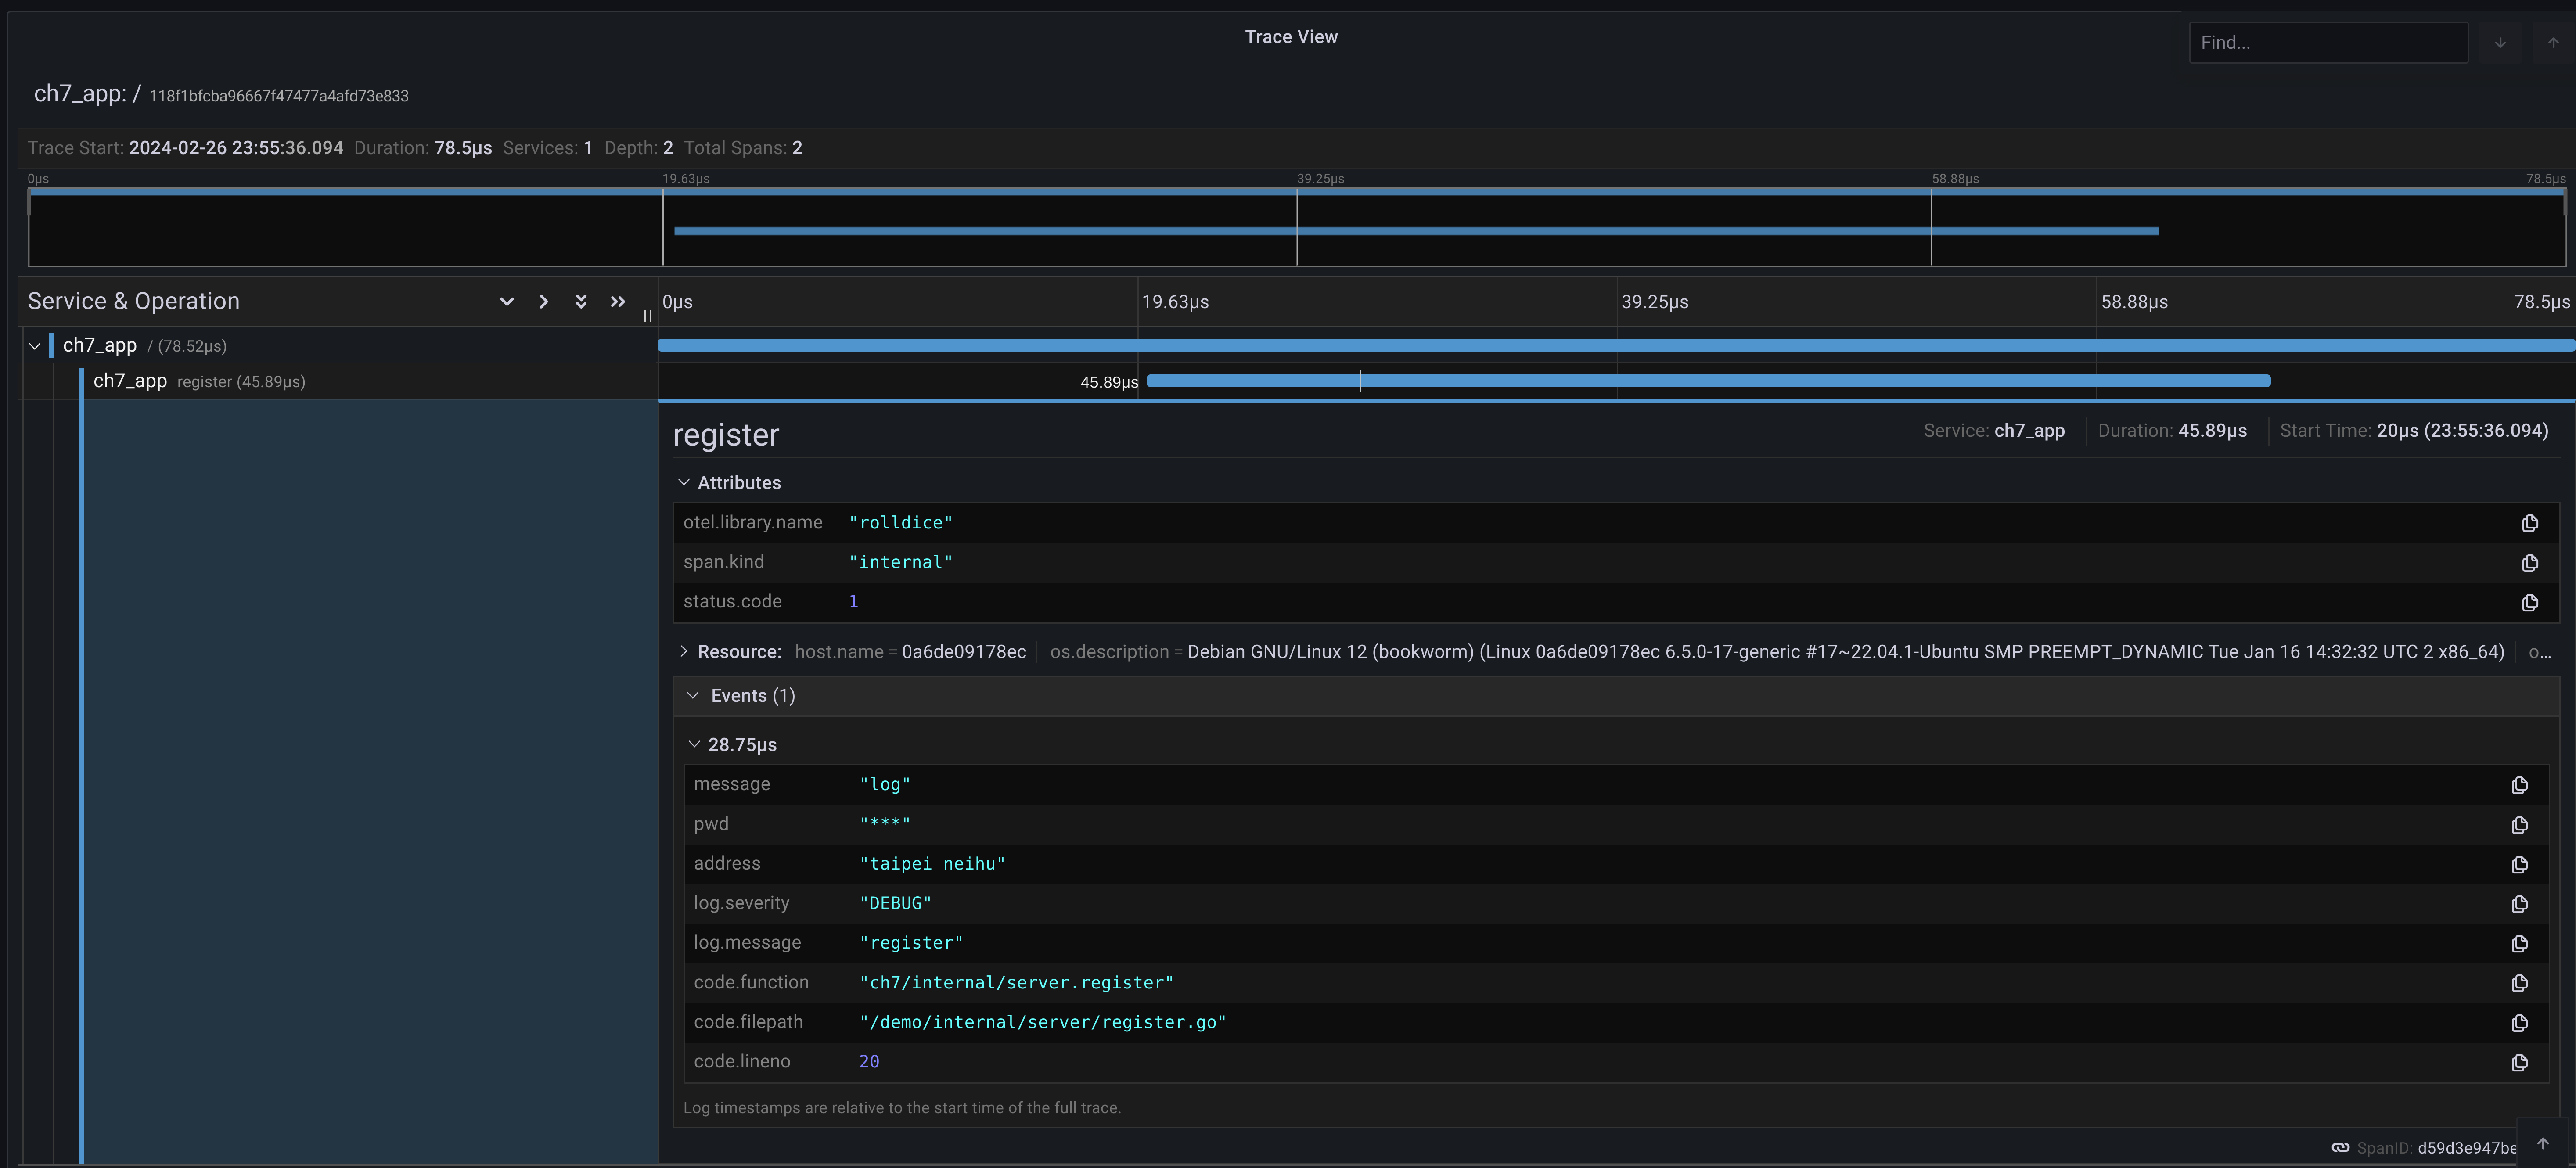 Trace View
Find...
ch7_app: / 118f1bfcba96667f47477a4afd73e833
Trace Start: 2024-02-26 23:55:36.094 Duration: 78.5μs Services: 1 Depth: 2 Total Spans: 2
0μs 19.63μs 39.25μs 58.88μs 78.5μs
Service & Operation 0μs 19.63μs 39.25μs 58.88μs 78.5μs
ch7_app / (78.52μs)
ch7_app register (45.89μs) 45.89μs
register Service: ch7_app Duration: 45.89μs Start Time: 20μs (23:55:36.094)
Attributes
otel.library.name "rolldice"
span.kind "internal"
status.code 1
Resource: host.name = 0a6de09178ec os.description = Debian GNU/Linux 12 (bookworm) (Linux 0a6de09178ec 6.5.0-17-generic #17~22.04.1-Ubuntu SMP PREEMPT_DYNAMIC Tue Jan 16 14:32:32 UTC 2 x86_64) o...
Events (1)
28.75μs
message "log"
pwd "***"
address "taipei neihu"
log.severity "DEBUG"
log.message "register"
code.function "ch7/internal/server.register"
code.filepath "/demo/internal/server/register.go"
code.lineno 20
Log timestamps are relative to the start time of the full trace.
SpanID: d59d3e947be